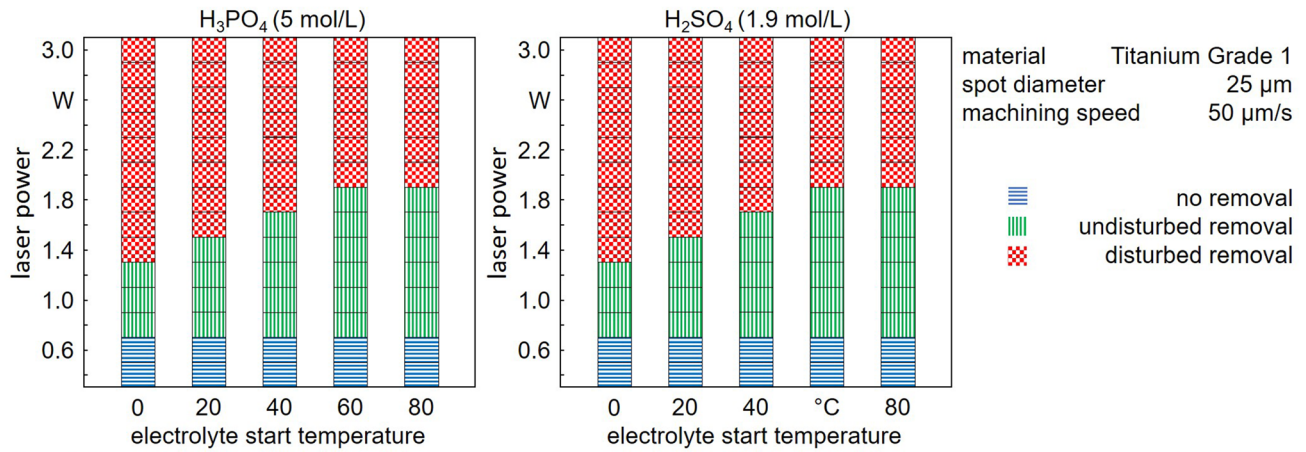 H3PO4 (5 mol/L)
3.0
W
2.2
1.8
1.4
1.0
0.6
laser power
0 20 40 60 80
electrolyte start temperature
H2SO4 (1.9 mol/L)
3.0
W
2.2
1.8
1.4
1.0
0.6
laser power
0 20 40 °C 80
electrolyte start temperature
material Titanium Grade 1
spot diameter 25 µm
machining speed 50 µm/s
no removal
undisturbed removal
disturbed removal